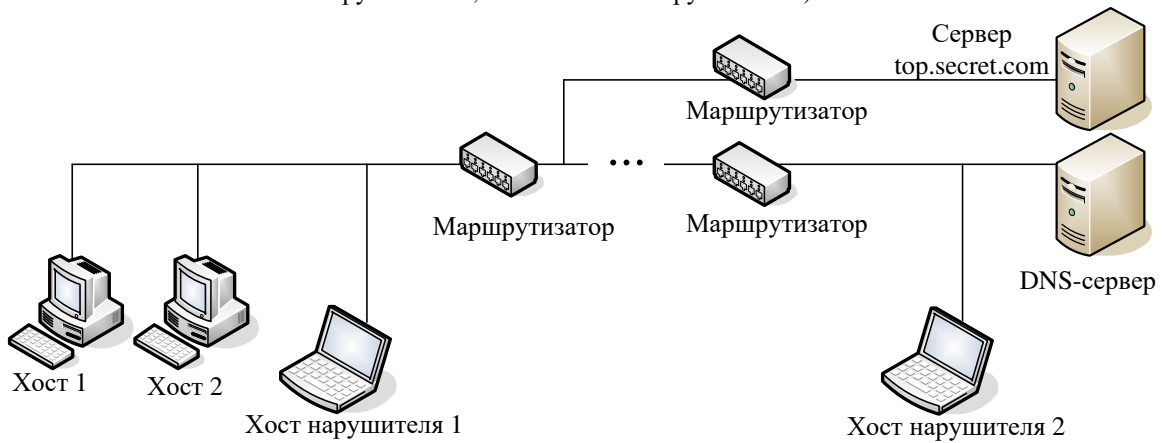 Сервер
top.secret.com
Маршрутизатор
...
Маршрутизатор
Маршрутизатор
DNS-сервер
Хост 1
Хост 2
Хост нарушителя 1
Хост нарушителя 2